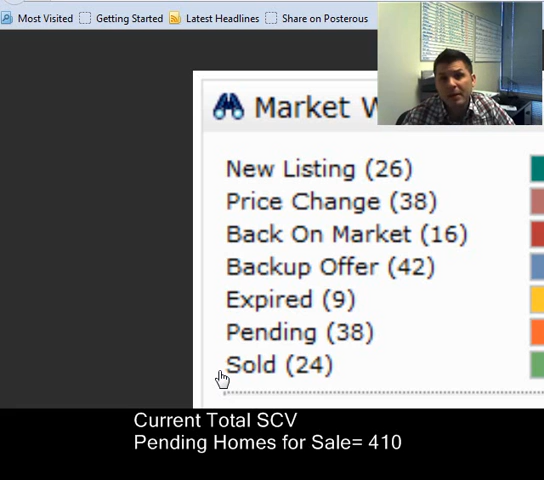 Most Visited Getting Started Latest Headlines Share on Posterous
Market
New Listing (26)
Price Change (38)
Back On Market (16)
Backup Offer (42)
Expired (9)
Pending (38)
Sold (24)
Current Total SCV
Pending Homes for Sale= 410